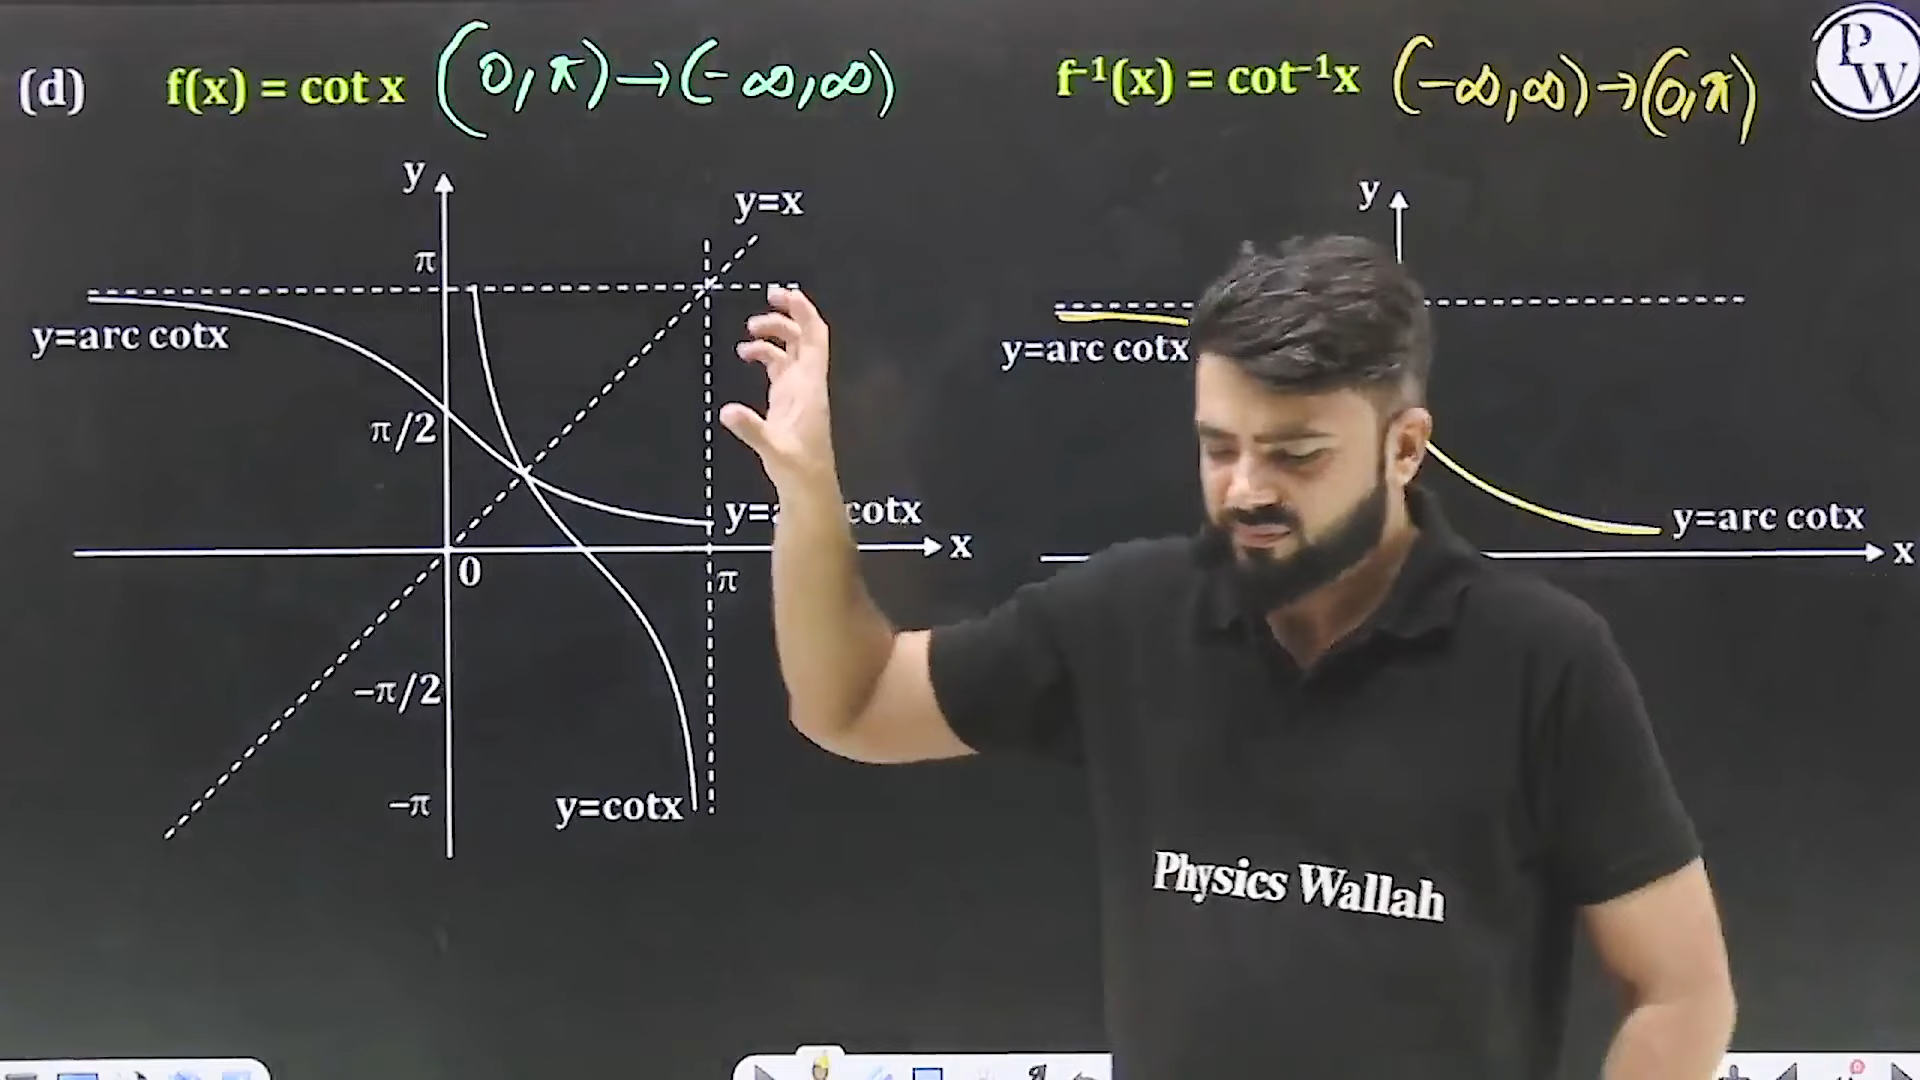 (d) f(x) = cot x (0, π) → (-∞, ∞)
f⁻¹(x) = cot⁻¹x (-∞, ∞) → (0, π)
PW
y
y=x
π
y=arc cotx
π/2
cotx
x
0
π
−π/2
−π
y=cotx
y
y=arc cotx
y=arc cotx
x
Physics Wallah